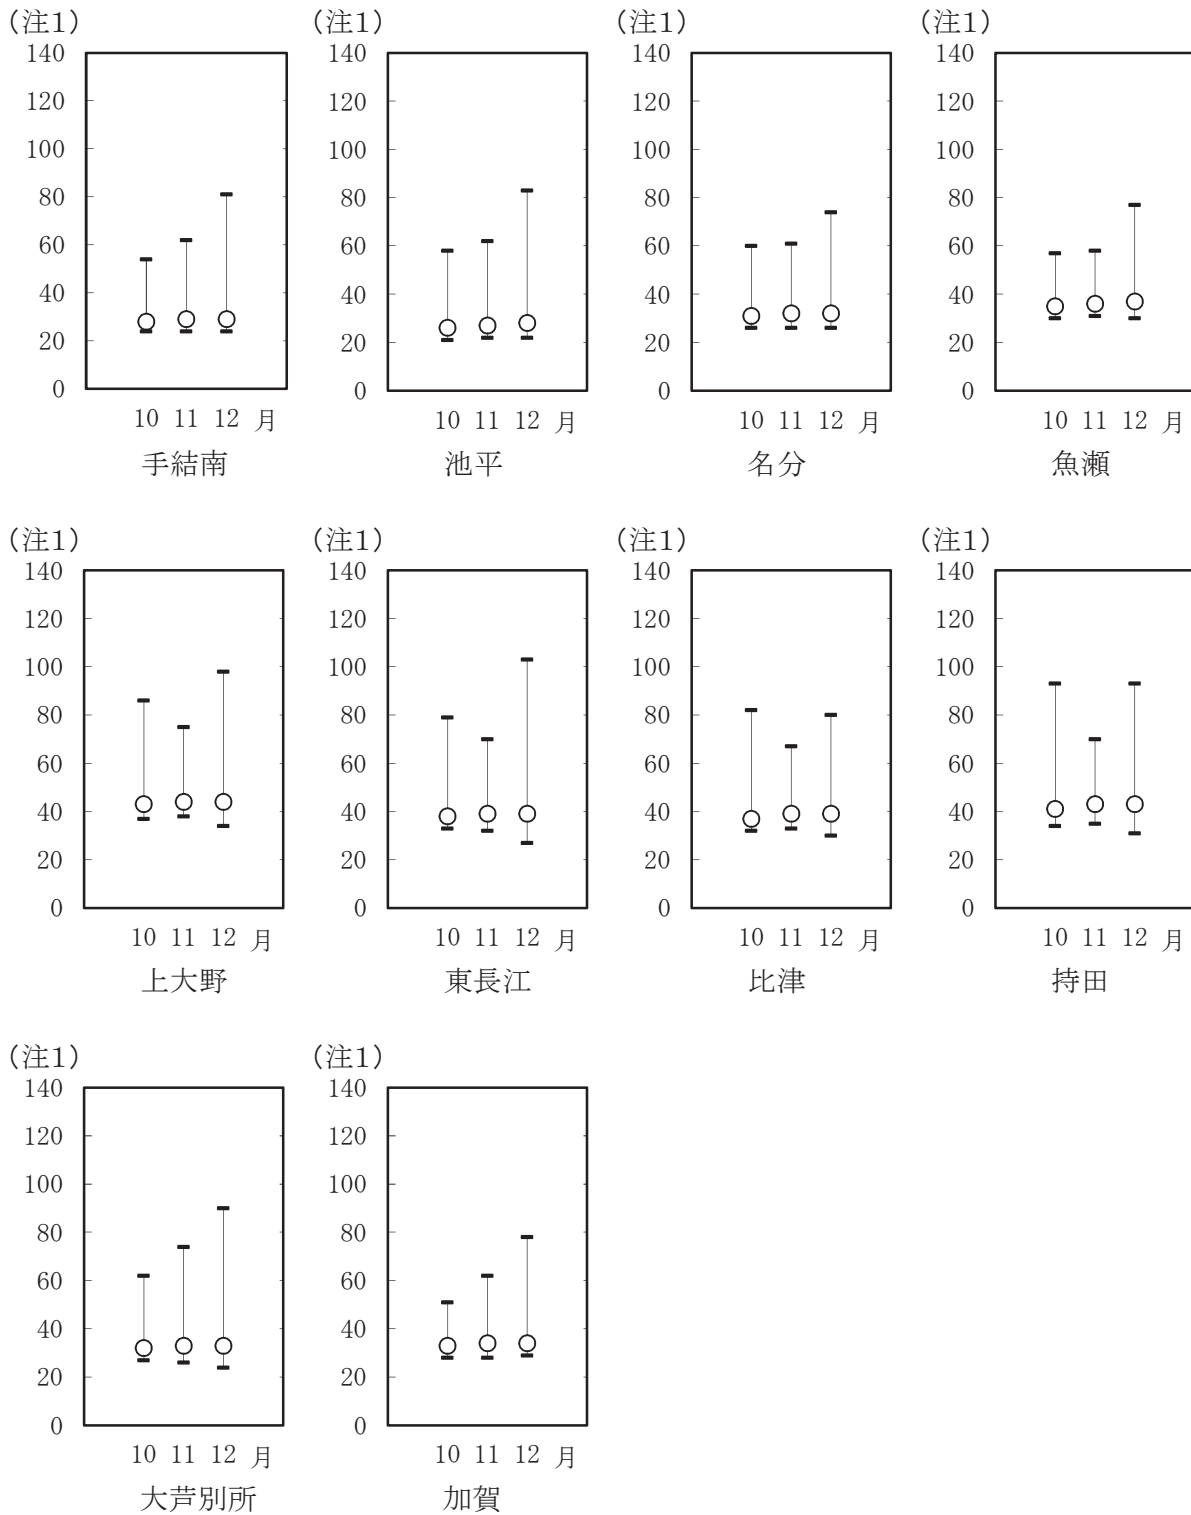 (注1) (注1) (注1) (注1)
140 140 140 140
120 120 120 120
100 100 100 100
80 80 80 80
60 60 60 60
40 40 40 40
20 20 20 20
0 0 0 0
10 11 12 月 10 11 12 月 10 11 12 月 10 11 12 月
手結南 池平 名分 魚瀬
(注1) (注1) (注1) (注1)
140 140 140 140
120 120 120 120
100 100 100 100
80 80 80 80
60 60 60 60
40 40 40 40
20 20 20 20
0 0 0 0
10 11 12 月 10 11 12 月 10 11 12 月 10 11 12 月
上大野 東長江 比津 持田
(注1) (注1)
140 140
120 120
100 100
80 80
60 60
40 40
20 20
0 0
10 11 12 月 10 11 12 月
大芦別所 加賀